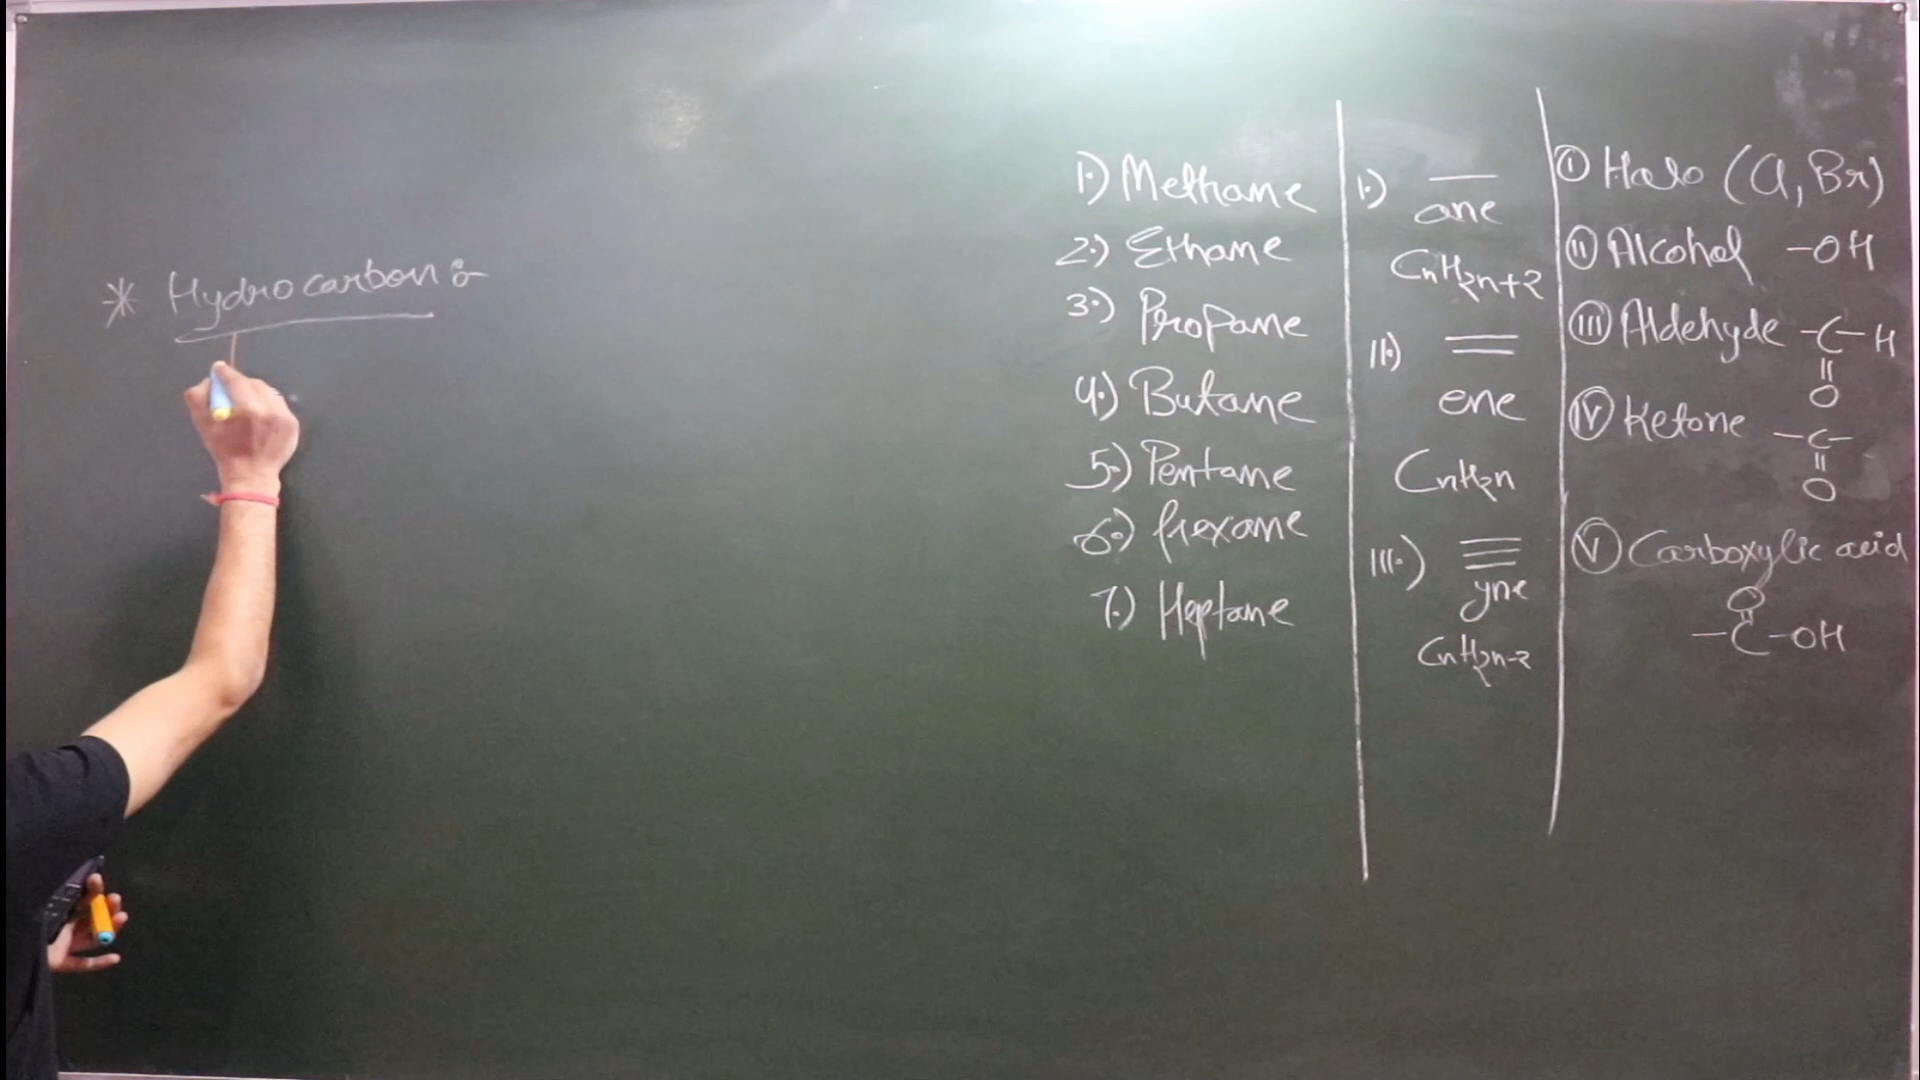 * Hydrocarbon :-
1.) Methane
2.) Ethane
3.) Propane
4.) Butane
5.) Pentane
6.) Hexane
7.) Heptane
1.) —
ane
CnH2n+2
II.) =
ene
CnH2n
III.) ≡
yne
CnH2n-2
(I) Halo (Cl, Br)
(II) Alcohol -OH
(III) Aldehyde -C-H
||
O
(IV) Ketone -C-
||
O
(V) Carboxylic acid
O
||
-C-OH